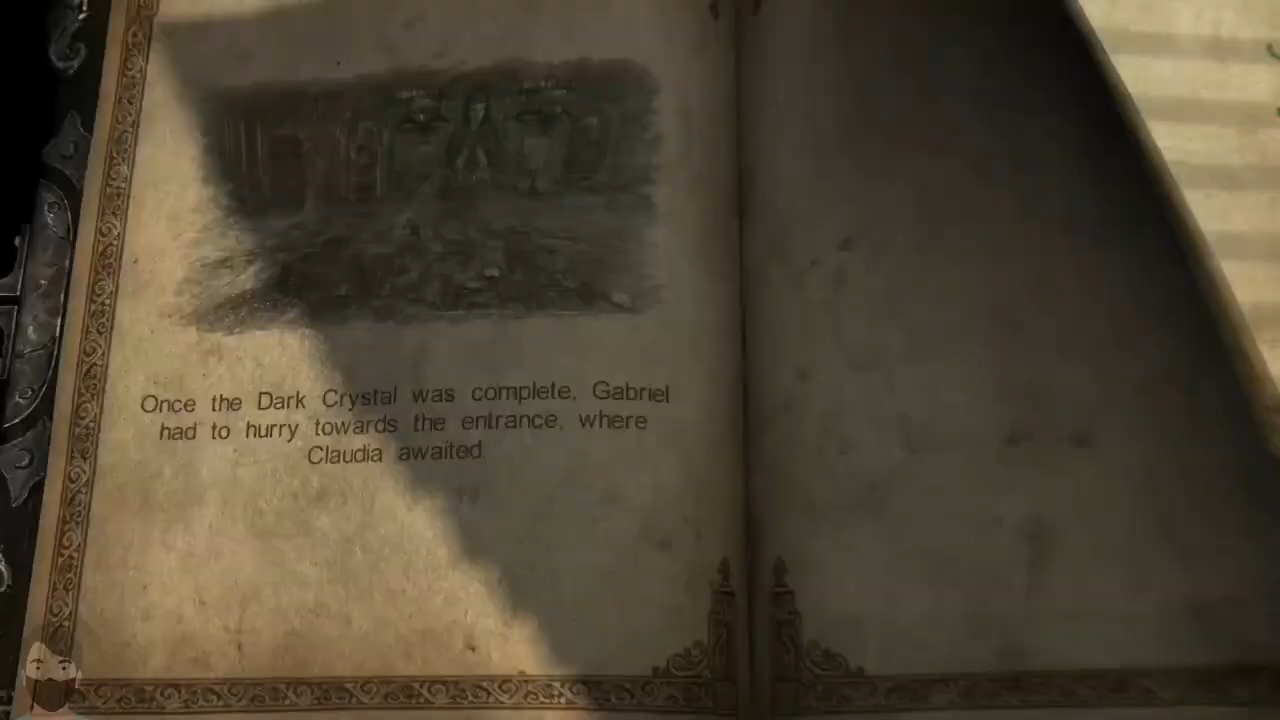 Once the Dark Crystal was complete, Gabriel
had to hurry towards the entrance, where
Claudia awaited.